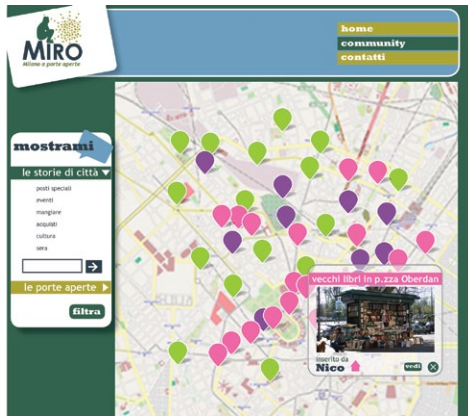 MIRO
Milano a porte aperte
home
community
contatti
mostrami
le storie di città
posti speciali
eventi
mangiare
acquisti
cultura
sera
le porte aperte
filtra
vecchi libri in p.zza Oberdan
inserito da
Nico
vedi